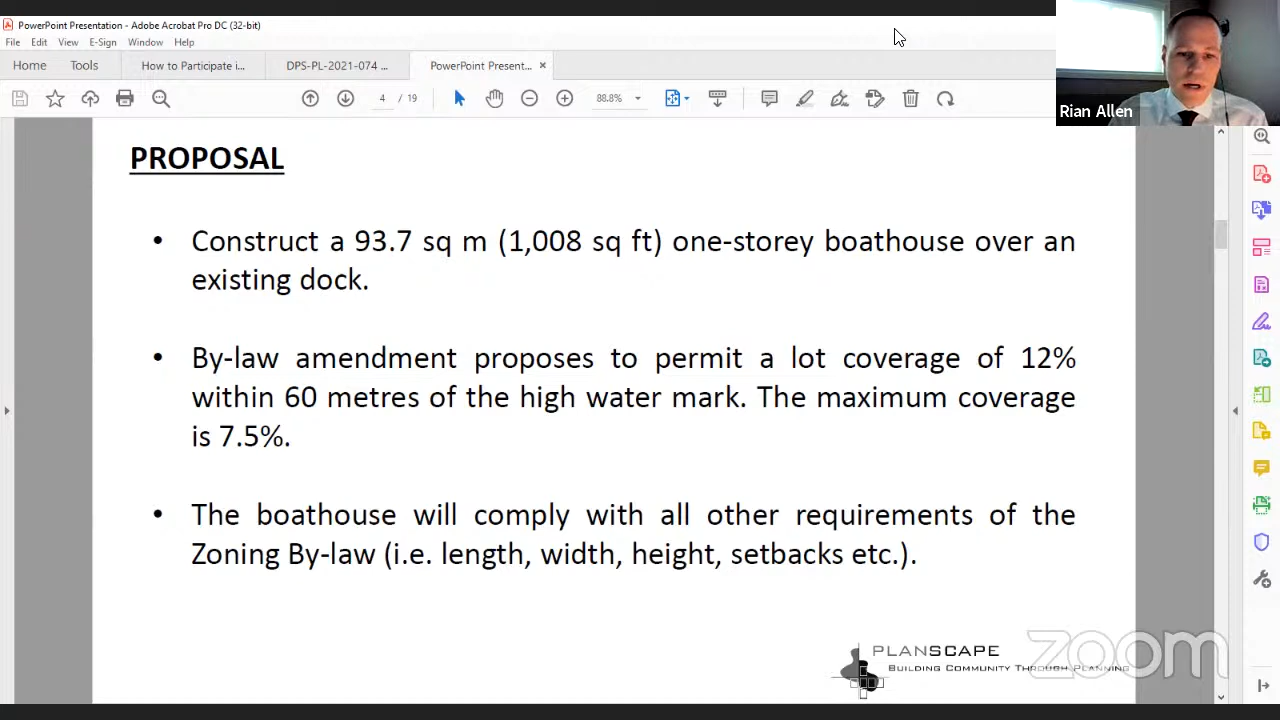 PowerPoint Presentation - Adobe Acrobat Pro DC (32-bit)
File Edit View E-Sign Window Help
Home Tools How to Participate i... DPS-PL-2021-074 ... PowerPoint Present... ×
4 / 19 88.8%
Rian Allen
PROPOSAL
• Construct a 93.7 sq m (1,008 sq ft) one-storey boathouse over an
existing dock.
• By-law amendment proposes to permit a lot coverage of 12%
within 60 metres of the high water mark. The maximum coverage
is 7.5%.
• The boathouse will comply with all other requirements of the
Zoning By-law (i.e. length, width, height, setbacks etc.).
PLANSCAPE
BUILDING COMMUNITY THROUGH PLANNING
zoom